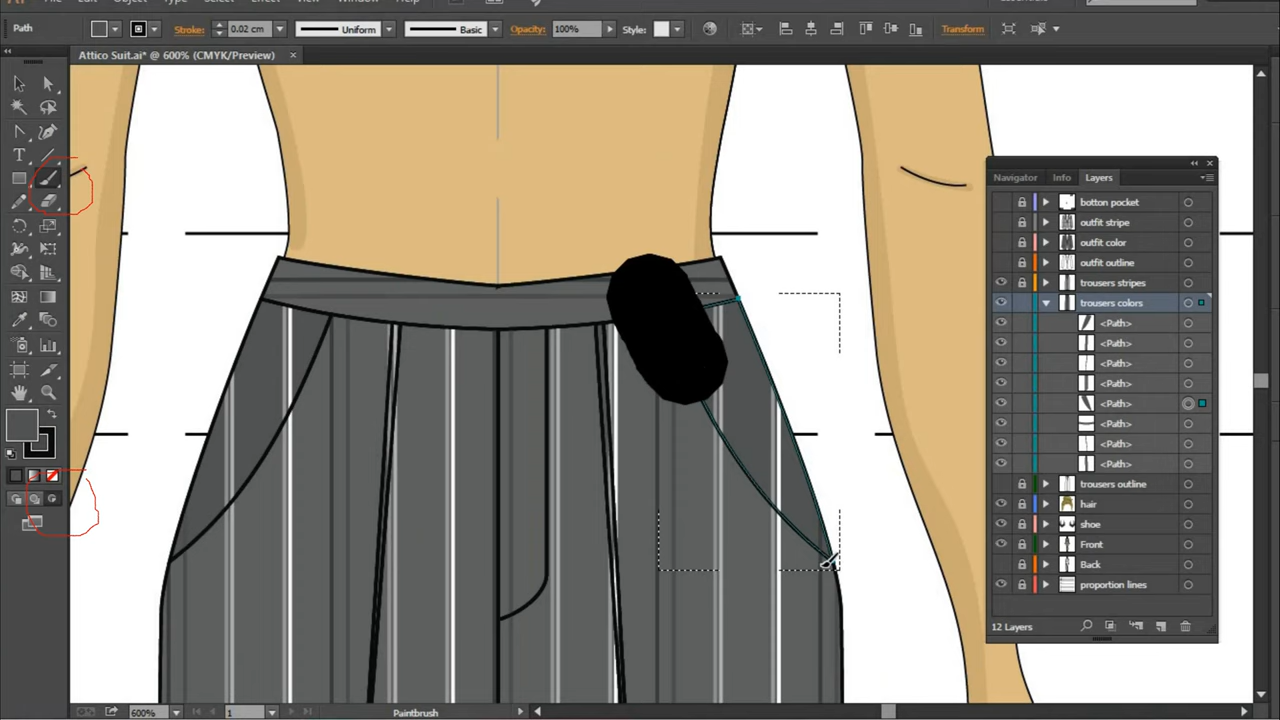 Path
Stroke:
0.02 cm
Uniform
Basic
Opacity:
100%
Style:
Transform
Attico Suit.ai* @ 600% (CMYK/Preview)
Navigator
Info
Layers
botton pocket
outfit stripe
outfit color
outfit outline
trousers stripes
trousers colors
<Path>
<Path>
<Path>
<Path>
<Path>
<Path>
<Path>
<Path>
trousers outline
hair
shoe
Front
Back
proportion lines
12 Layers
600%
1
Paintbrush